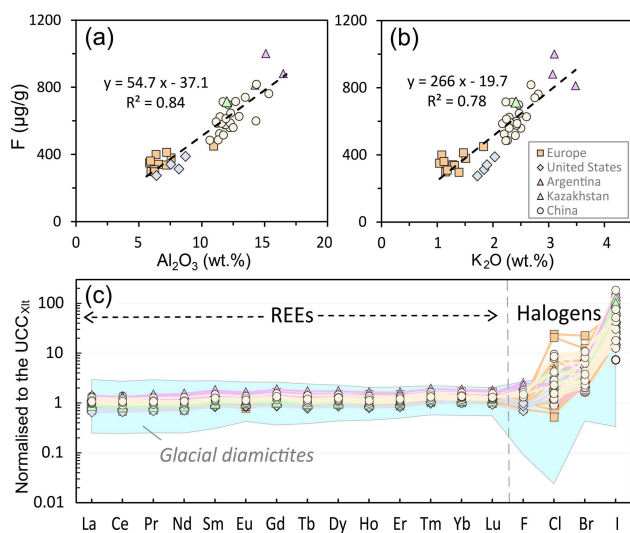 (a)
y = 54.7 x - 37.1
R² = 0.84
F (µg/g)
1200
800
400
0
0 5 10 15 20
Al₂O₃ (wt.%)
(b)
y = 266 x - 19.7
R² = 0.78
1200
800
400
0
0 1 2 3 4
K₂O (wt.%)
Europe
United States
Argentina
Kazakhstan
China
(c)
REEs
Halogens
Normalised to the UCC_Xlt
100
10
1
0.1
0.01
Glacial diamictites
La Ce Pr Nd Sm Eu Gd Tb Dy Ho Er Tm Yb Lu F Cl Br I